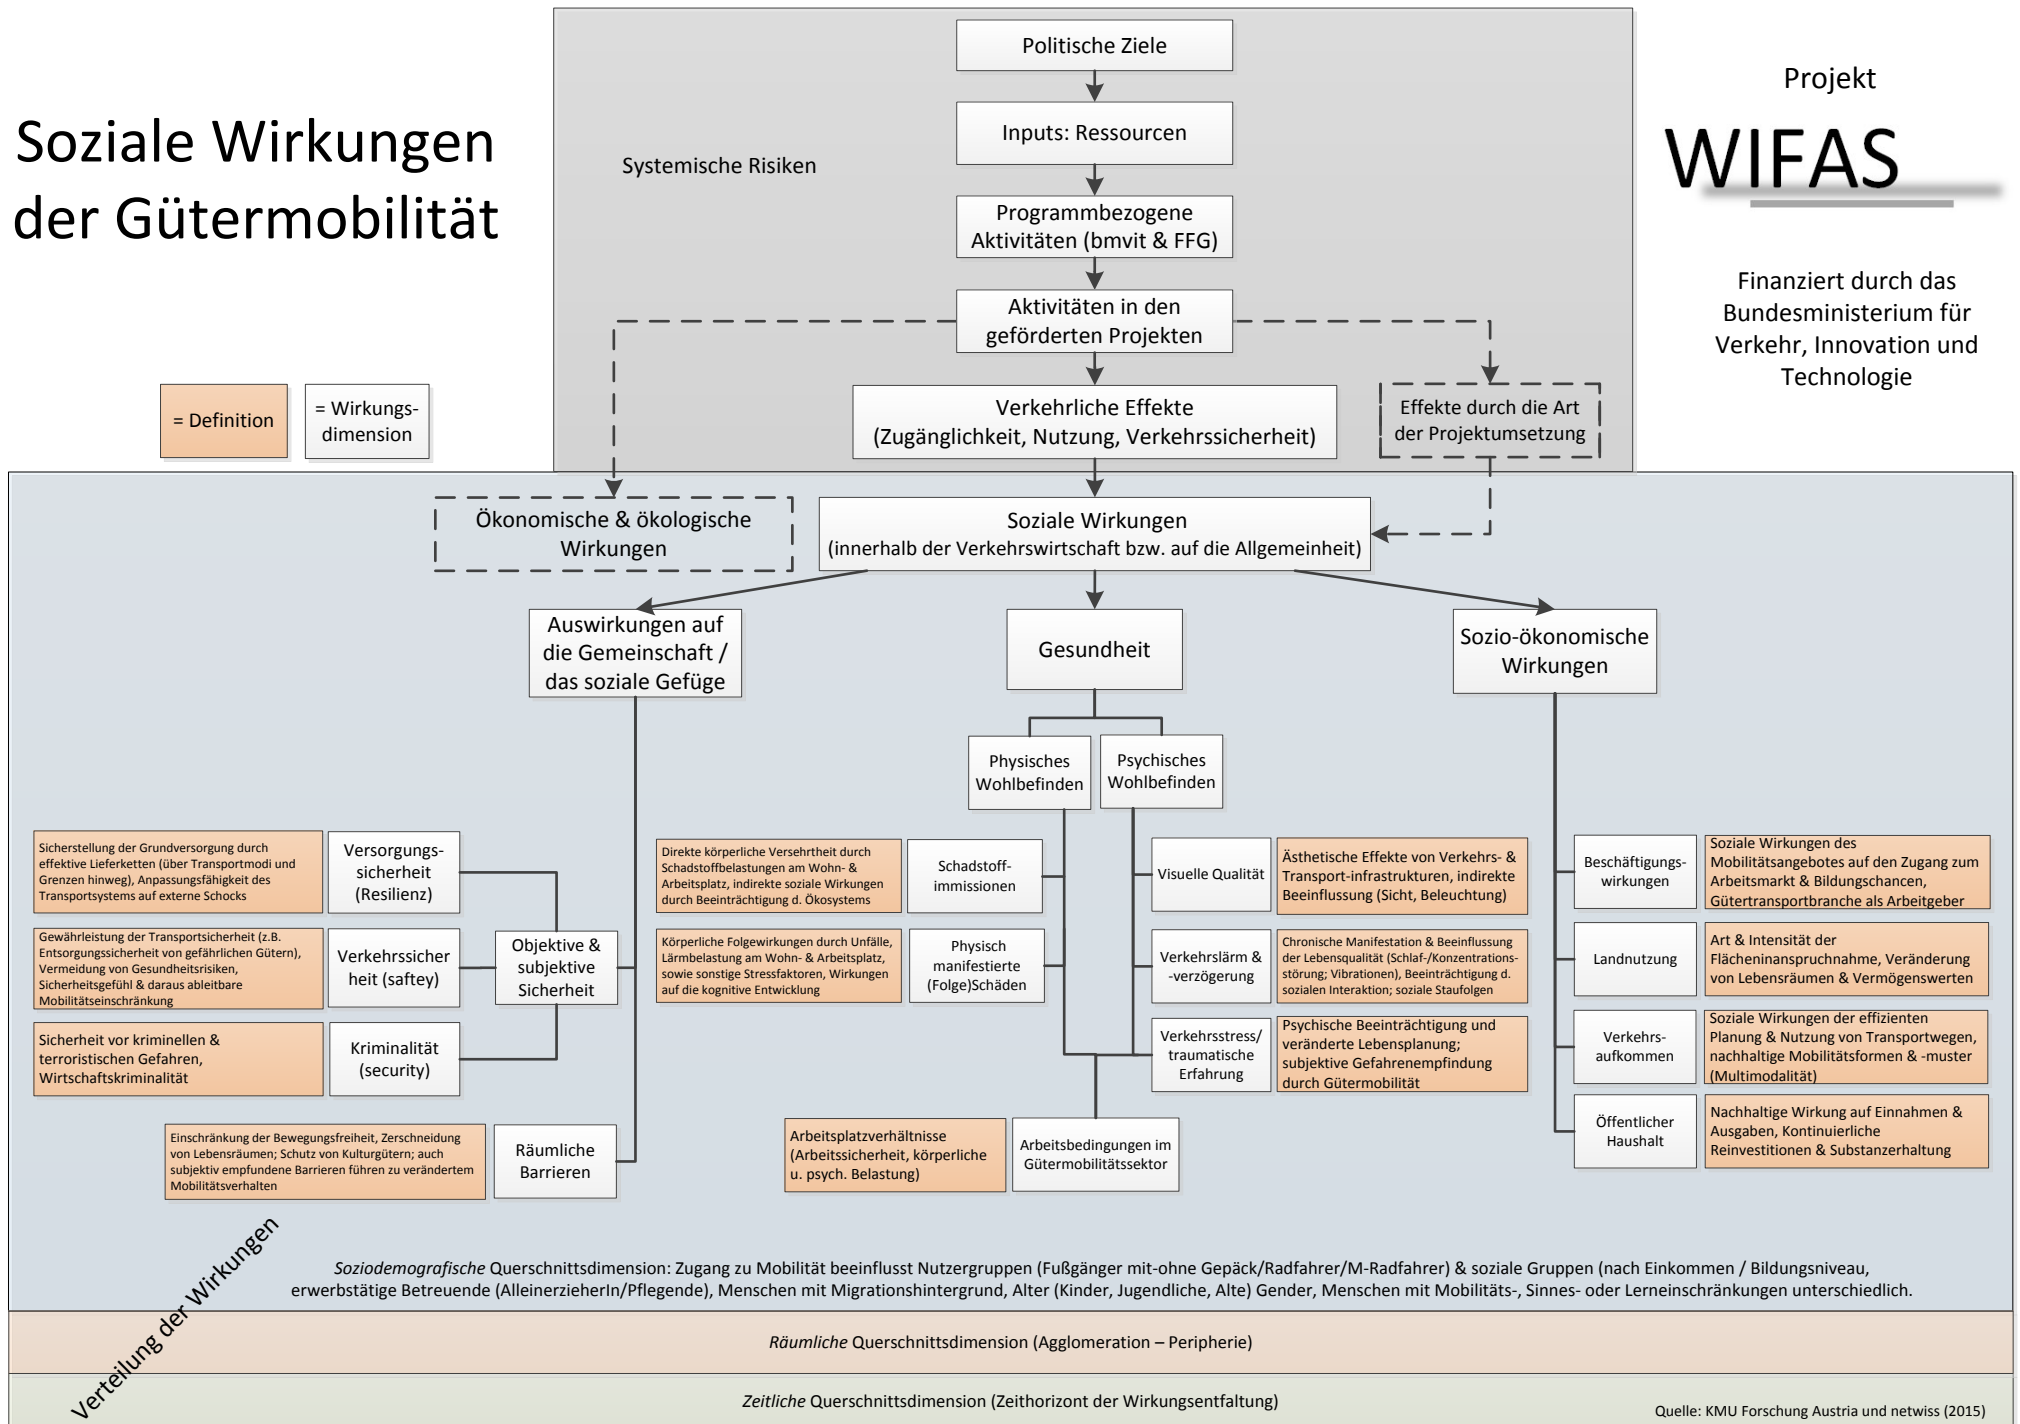 Soziale Wirkungen
der Gütermobilität
Projekt
WIFAS
Finanziert durch das
Bundesministerium für
Verkehr, Innovation und
Technologie
Systemische Risiken
Politische Ziele
Inputs: Ressourcen
Programmbezogene
Aktivitäten (bmvit & FFG)
Aktivitäten in den
geförderten Projekten
Verkehrliche Effekte
(Zugänglichkeit, Nutzung, Verkehrssicherheit)
Effekte durch die Art
der Projektumsetzung
= Definition
= Wirkungs-
dimension
Ökonomische & ökologische
Wirkungen
Soziale Wirkungen
(innerhalb der Verkehrswirtschaft bzw. auf die Allgemeinheit)
Auswirkungen auf
die Gemeinschaft /
das soziale Gefüge
Gesundheit
Sozio-ökonomische
Wirkungen
Physisches
Wohlbefinden
Psychisches
Wohlbefinden
Sicherstellung der Grundversorgung durch
effektive Lieferketten (über Transportmodi und
Grenzen hinweg), Anpassungsfähigkeit des
Transportsystems auf externe Schocks
Versorgungs-
sicherheit
(Resilienz)
Gewährleistung der Transportsicherheit (z.B.
Entsorgungssicherheit von gefährlichen Gütern),
Vermeidung von Gesundheitsrisiken,
Sicherheitsgefühl & daraus ableitbare
Mobilitätseinschränkung
Verkehrssicher
heit (saftey)
Objektive &
subjektive
Sicherheit
Sicherheit vor kriminellen &
terroristischen Gefahren,
Wirtschaftskriminalität
Kriminalität
(security)
Einschränkung der Bewegungsfreiheit, Zerschneidung
von Lebensräumen; Schutz von Kulturgütern; auch
subjektiv empfundene Barrieren führen zu verändertem
Mobilitätsverhalten
Räumliche
Barrieren
Direkte körperliche Versehrtheit durch
Schadstoffbelastungen am Wohn- &
Arbeitsplatz, indirekte soziale Wirkungen
durch Beeinträchtigung d. Ökosystems
Schadstoff-
immissionen
Körperliche Folgewirkungen durch Unfälle,
Lärmbelastung am Wohn- & Arbeitsplatz,
sowie sonstige Stressfaktoren, Wirkungen
auf die kognitive Entwicklung
Physisch
manifestierte
(Folge)Schäden
Visuelle Qualität
Ästhetische Effekte von Verkehrs- &
Transport-infrastrukturen, indirekte
Beeinflussung (Sicht, Beleuchtung)
Verkehrslärm &
-verzögerung
Chronische Manifestation & Beeinflussung
der Lebensqualität (Schlaf-/Konzentrations-
störung; Vibrationen), Beeinträchtigung d.
sozialen Interaktion; soziale Staufolgen
Verkehrsstress/
traumatische
Erfahrung
Psychische Beeinträchtigung und
veränderte Lebensplanung;
subjektive Gefahrenempfindung
durch Gütermobilität
Arbeitsplatzverhältnisse
(Arbeitssicherheit, körperliche
u. psych. Belastung)
Arbeitsbedingungen im
Gütermobilitätssektor
Beschäftigungs-
wirkungen
Soziale Wirkungen des
Mobilitätsangebotes auf den Zugang zum
Arbeitsmarkt & Bildungschancen,
Gütertransportbranche als Arbeitgeber
Landnutzung
Art & Intensität der
Flächeninanspruchnahme, Veränderung
von Lebensräumen & Vermögenswerten
Verkehrs-
aufkommen
Soziale Wirkungen der effizienten
Planung & Nutzung von Transportwegen,
nachhaltige Mobilitätsformen & -muster
(Multimodalität)
Öffentlicher
Haushalt
Nachhaltige Wirkung auf Einnahmen &
Ausgaben, Kontinuierliche
Reinvestitionen & Substanzerhaltung
Verteilung der Wirkungen
Soziodemografische Querschnittsdimension: Zugang zu Mobilität beeinflusst Nutzergruppen (Fußgänger mit-ohne Gepäck/Radfahrer/M-Radfahrer) & soziale Gruppen (nach Einkommen / Bildungsniveau,
erwerbstätige Betreuende (AlleinerzieherIn/Pflegende), Menschen mit Migrationshintergrund, Alter (Kinder, Jugendliche, Alte) Gender, Menschen mit Mobilitäts-, Sinnes- oder Lerneinschränkungen unterschiedlich.
Räumliche Querschnittsdimension (Agglomeration – Peripherie)
Zeitliche Querschnittsdimension (Zeithorizont der Wirkungsentfaltung)
Quelle: KMU Forschung Austria und netwiss (2015)